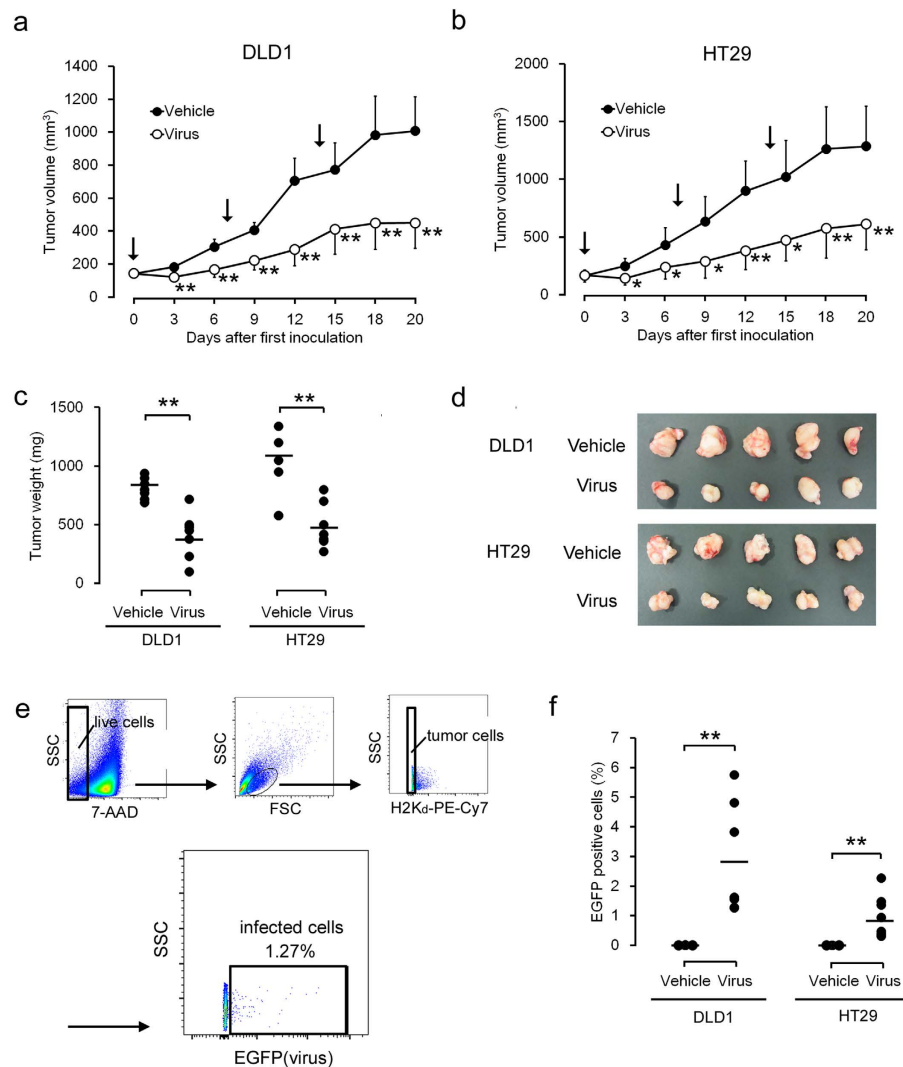 a
DLD1
Tumor volume (mm³)
1400
1200
1000
800
600
400
200
0
Vehicle
Virus
**
**
**
**
**
**
**
0 3 6 9 12 15 18 20
Days after first inoculation
b
HT29
Tumor volume (mm³)
2000
1500
1000
500
0
Vehicle
Virus
*
*
*
**
*
**
**
0 3 6 9 12 15 18 20
Days after first inoculation
c
Tumor weight (mg)
1500
1000
500
0
**
**
Vehicle Virus Vehicle Virus
DLD1 HT29
d
DLD1 Vehicle
Virus
HT29 Vehicle
Virus
e
SSC
live cells
7-AAD
SSC
FSC
SSC
tumor cells
H2Kd-PE-Cy7
SSC
infected cells
1.27%
EGFP(virus)
f
EGFP positive cells (%)
7
6
5
4
3
2
1
0
**
**
Vehicle Virus Vehicle Virus
DLD1 HT29